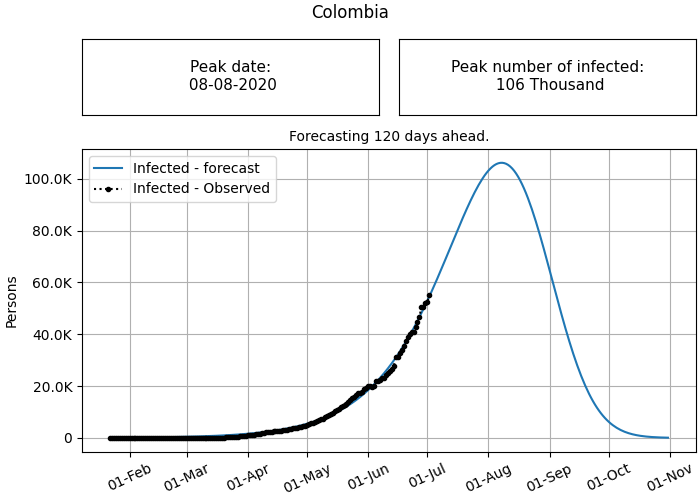 Colombia
Peak date:
08-08-2020
Peak number of infected:
106 Thousand
Forecasting 120 days ahead.
Infected - forecast
Infected - Observed
100.0K
80.0K
60.0K
40.0K
20.0K
0
Persons
01-Feb
01-Mar
01-Apr
01-May
01-Jun
01-Jul
01-Aug
01-Sep
01-Oct
01-Nov